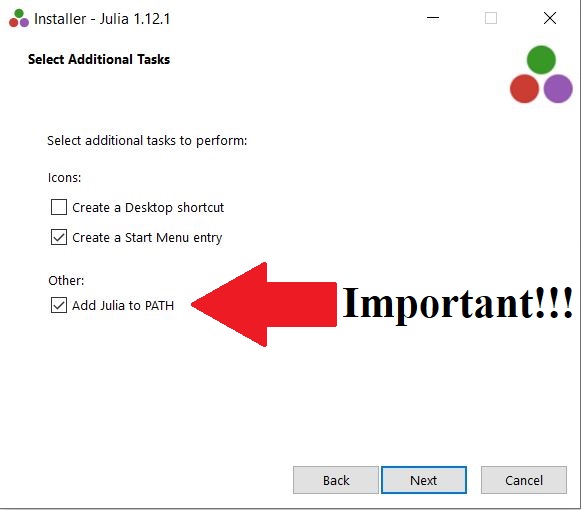 Installer - Julia 1.12.1
Select Additional Tasks
Select additional tasks to perform:
Icons:
Create a Desktop shortcut
Create a Start Menu entry
Other:
Add Julia to PATH
Important!!!
Back
Next
Cancel